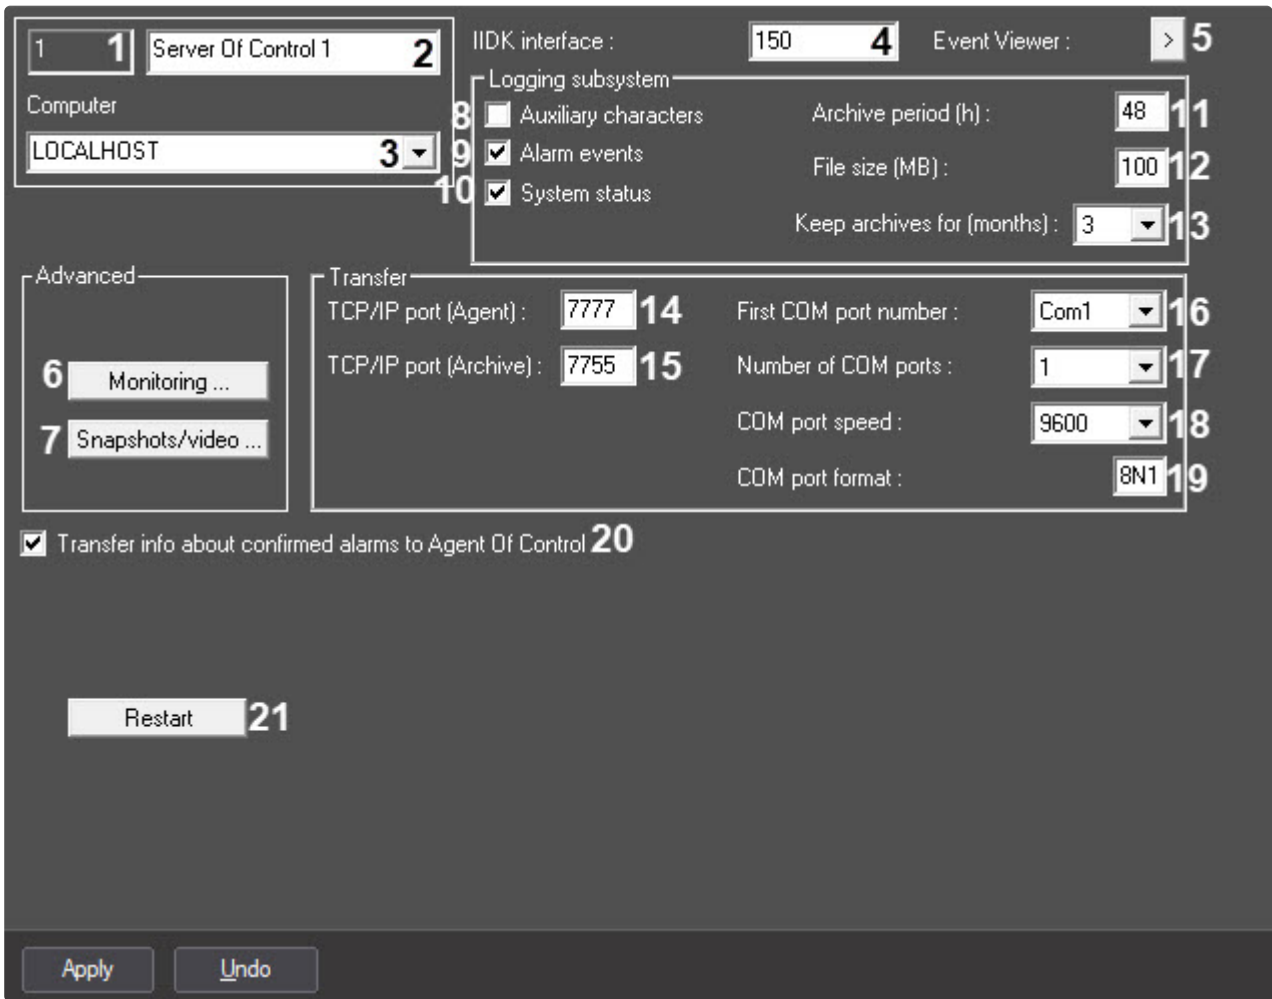 1 1 Server Of Control 1 2
Computer
LOCALHOST 3
IIDK interface : 150 4 Event Viewer : > 5
Logging subsystem
8 Auxiliary characters Archive period (h) : 48 11
9 Alarm events File size (MB) : 100 12
10 System status Keep archives for (months) : 3 13
Advanced
6 Monitoring ...
7 Snapshots/video ...
Transfer
TCP/IP port (Agent) : 7777 14 First COM port number : Com1 16
TCP/IP port (Archive) : 7755 15 Number of COM ports : 1 17
COM port speed : 9600 18
COM port format : 8N1 19
Transfer info about confirmed alarms to Agent Of Control 20
Restart 21
Apply Undo